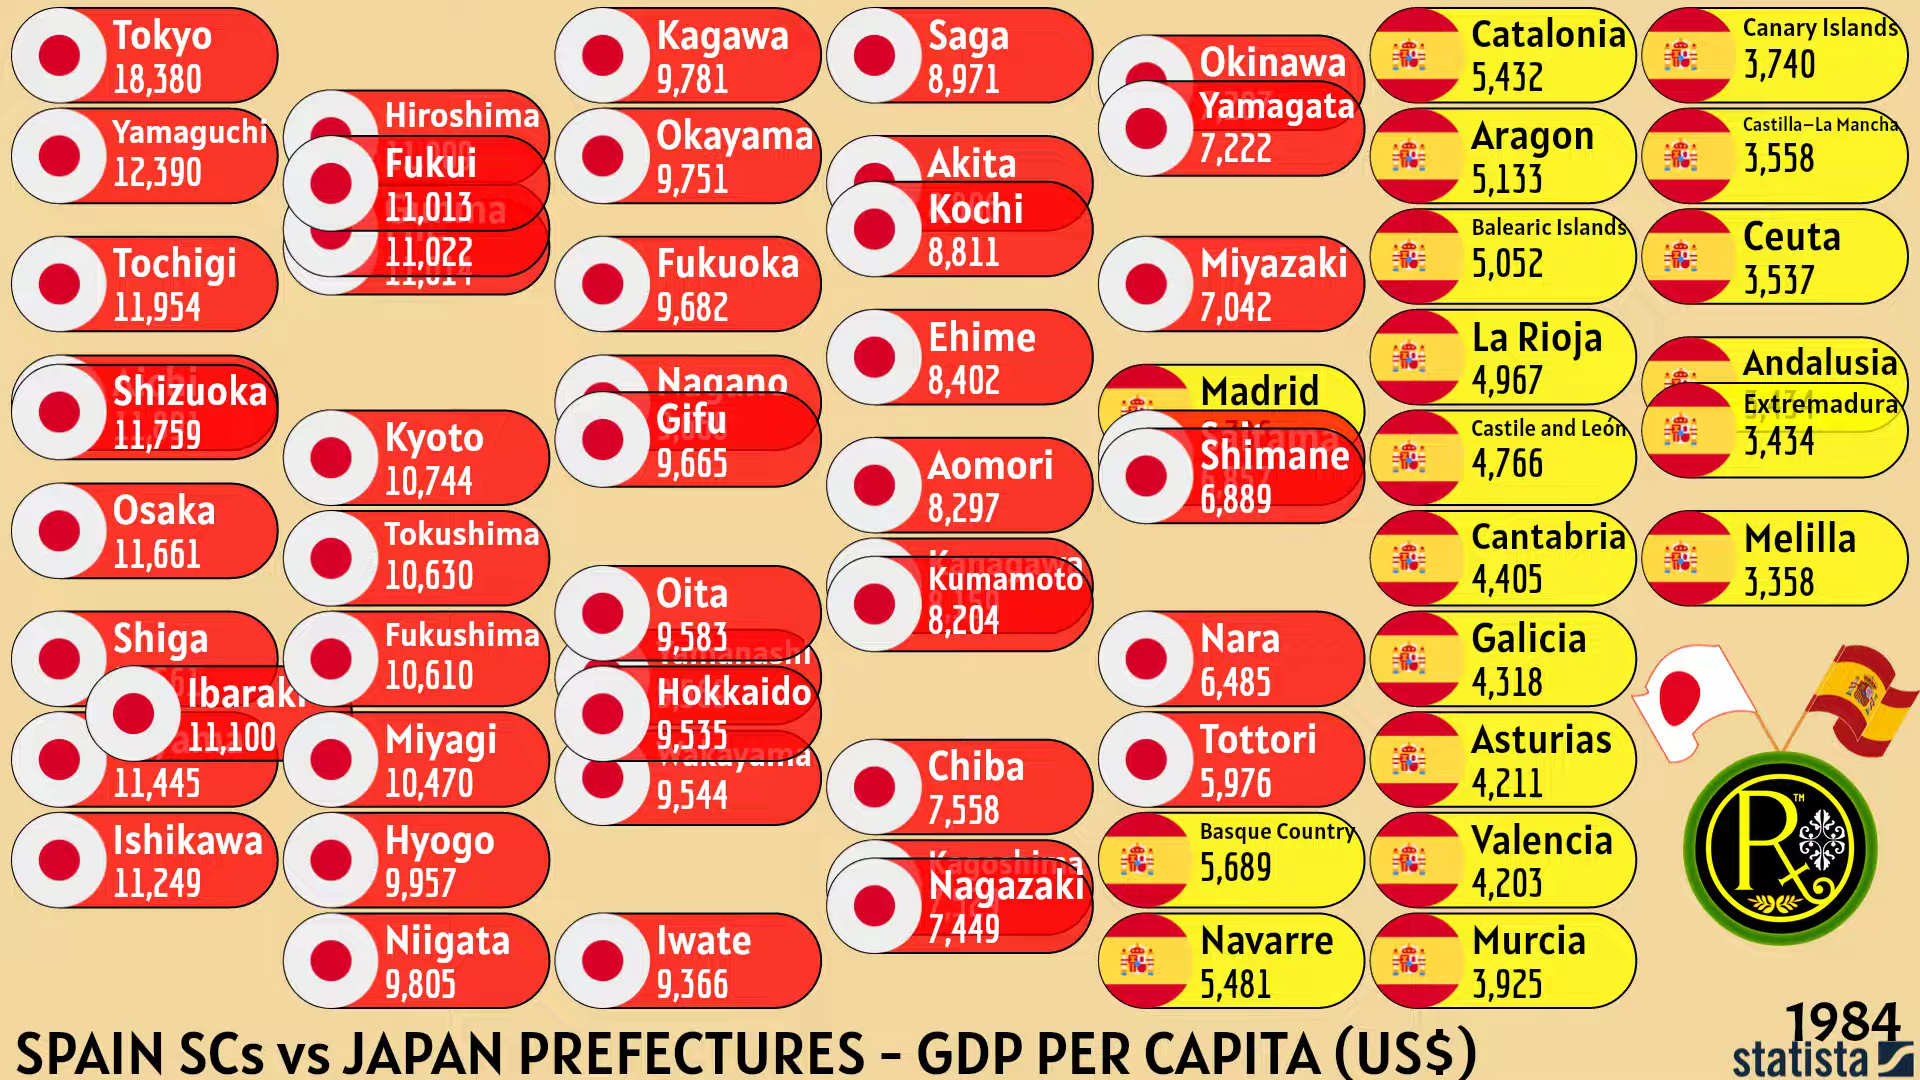 Tokyo
18,380
Yamaguchi
12,390
Tochigi
11,954
Shizuoka
11,759
Osaka
11,661
Shiga
Ibaraki
11,100
11,445
Ishikawa
11,249
Hiroshima
Fukui
11,013
11,022
Kyoto
10,744
Tokushima
10,630
Fukushima
10,610
Miyagi
10,470
Hyogo
9,957
Niigata
9,805
Kagawa
9,781
Okayama
9,751
Fukuoka
9,682
Nagano
Gifu
9,665
Oita
9,583
Yamanashi
Hokkaido
9,535
Wakayama
9,544
Iwate
9,366
Saga
8,971
Akita
Kochi
8,811
Ehime
8,402
Aomori
8,297
Kanagawa
Kumamoto
8,204
Chiba
7,558
Kagoshima
Nagazaki
7,449
Okinawa
Yamagata
7,222
Miyazaki
7,042
Madrid
Saitama
Shimane
6,889
Nara
6,485
Tottori
5,976
Basque Country
5,689
Navarre
5,481
Catalonia
5,432
Aragon
5,133
Balearic Islands
5,052
La Rioja
4,967
Castile and León
4,766
Cantabria
4,405
Galicia
4,318
Asturias
4,211
Valencia
4,203
Murcia
3,925
Canary Islands
3,740
Castilla–La Mancha
3,558
Ceuta
3,537
Andalusia
Extremadura
3,434
Melilla
3,358
R
TM
1984
SPAIN SCs vs JAPAN PREFECTURES - GDP PER CAPITA (US$)
statista